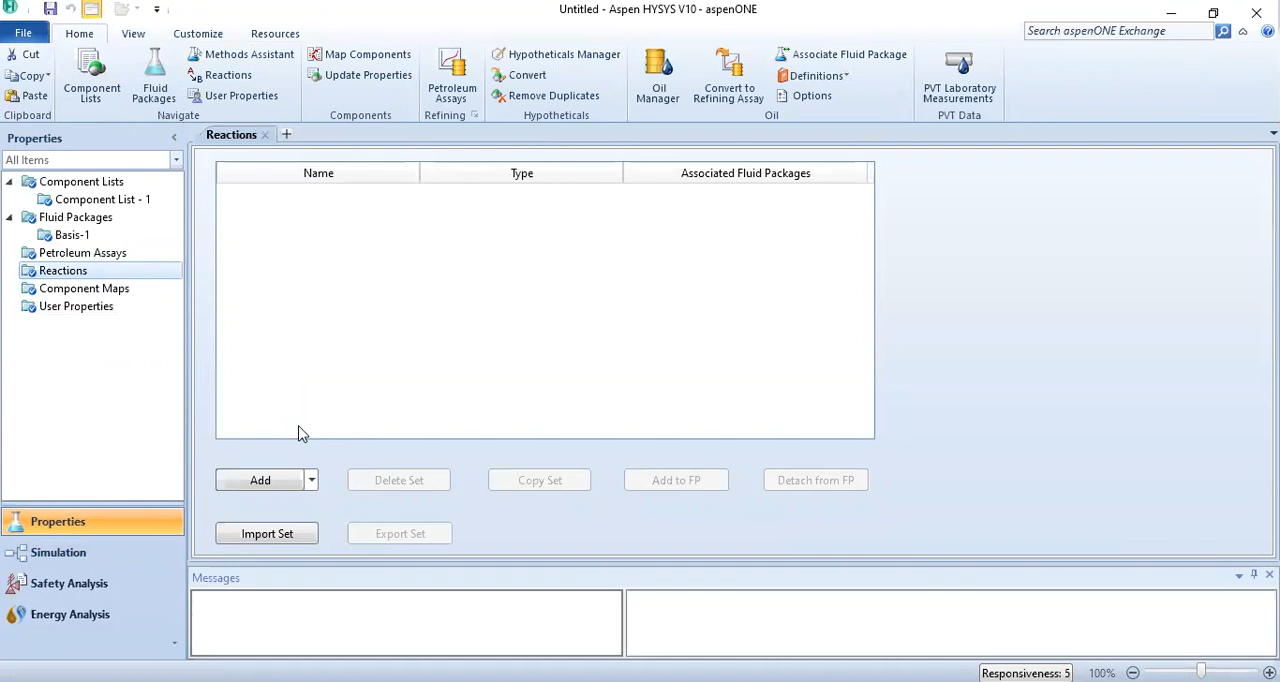 Untitled - Aspen HYSYS V10 - aspenONE
File
Home
View
Customize
Resources
Search aspenONE Exchange
Cut
Copy
Paste
Clipboard
Component Lists
Fluid Packages
Methods Assistant
Reactions
User Properties
Navigate
Map Components
Update Properties
Components
Petroleum Assays
Refining
Hypotheticals Manager
Convert
Remove Duplicates
Hypotheticals
Oil Manager
Convert to Refining Assay
Associate Fluid Package
Definitions
Options
Oil
PVT Laboratory Measurements
PVT Data
Properties
All Items
Component Lists
Component List - 1
Fluid Packages
Basis-1
Petroleum Assays
Reactions
Component Maps
User Properties
Properties
Simulation
Safety Analysis
Energy Analysis
Reactions
Name Type Associated Fluid Packages
Add Delete Set Copy Set Add to FP Detach from FP
Import Set Export Set
Messages
Responsiveness: 5 100%